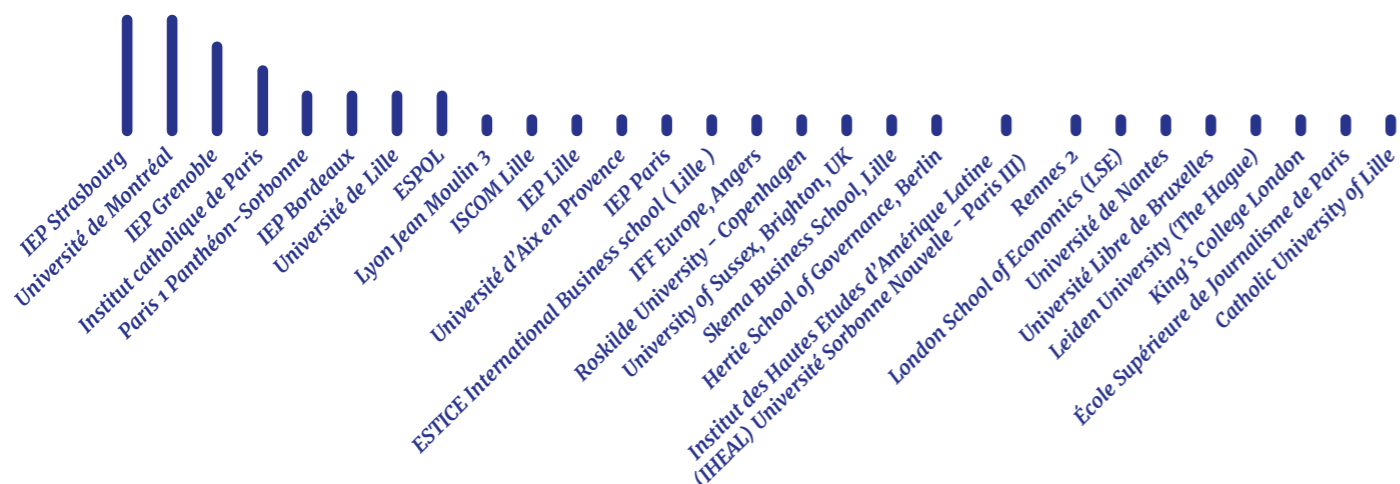 IEP Strasbourg
Université de Montréal
IEP Grenoble
Institut catholique de Paris
Paris 1 Panthéon-Sorbonne
IEP Bordeaux
Université de Lille
ESPOL
Lyon Jean Moulin 3
ISCOM Lille
IEP Lille
Université d'Aix en Provence
IEP Paris
ESTICE International Business school ( Lille )
IFF Europe, Angers
Roskilde University - Copenhagen
University of Sussex, Brighton, UK
Skema Business School, Lille
Hertie School of Governance, Berlin
Institut des Hautes Etudes d'Amérique Latine
(IHEAL) Université Sorbonne Nouvelle - Paris III)
Rennes 2
London School of Economics (LSE)
Université de Nantes
Université Libre de Bruxelles
Leiden University (The Hague)
King's College London
École Supérieure de Journalisme de Paris
Catholic University of Lille